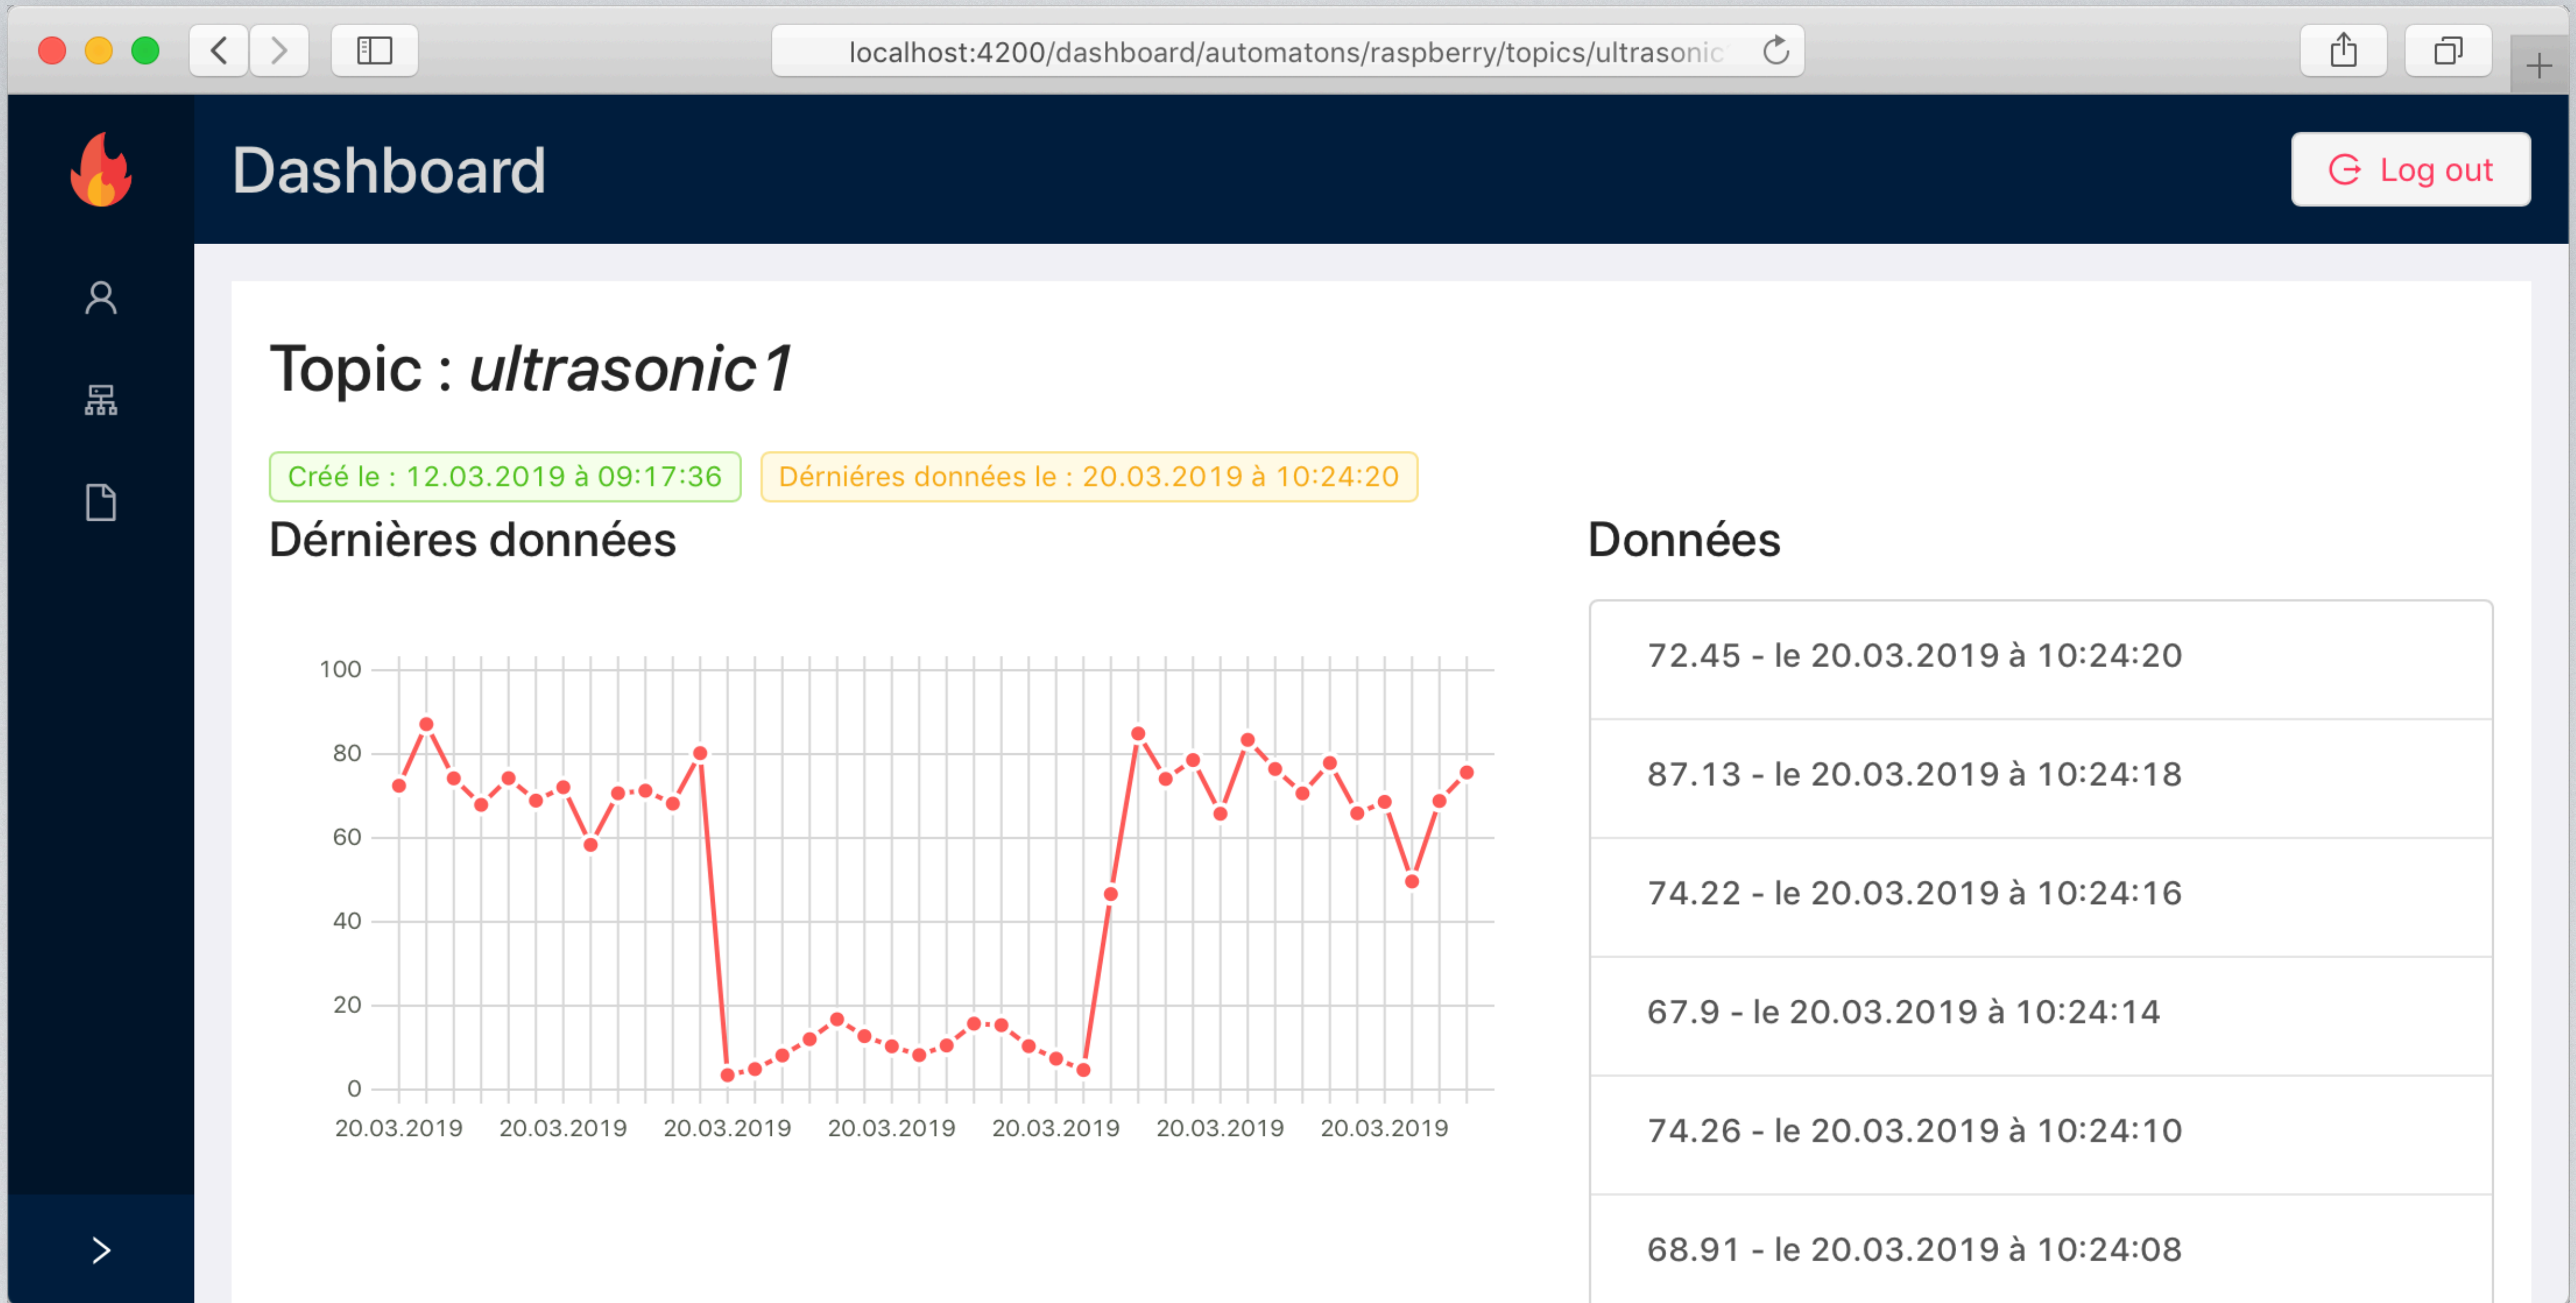 localhost:4200/dashboard/automatons/raspberry/topics/ultrasonic
Dashboard
Log out
Topic : ultrasonic1
Créé le : 12.03.2019 à 09:17:36
Dérniéres données le : 20.03.2019 à 10:24:20
Dérnières données
100
80
60
40
20
0
20.03.2019 20.03.2019 20.03.2019 20.03.2019 20.03.2019 20.03.2019 20.03.2019
Données
72.45 - le 20.03.2019 à 10:24:20
87.13 - le 20.03.2019 à 10:24:18
74.22 - le 20.03.2019 à 10:24:16
67.9 - le 20.03.2019 à 10:24:14
74.26 - le 20.03.2019 à 10:24:10
68.91 - le 20.03.2019 à 10:24:08